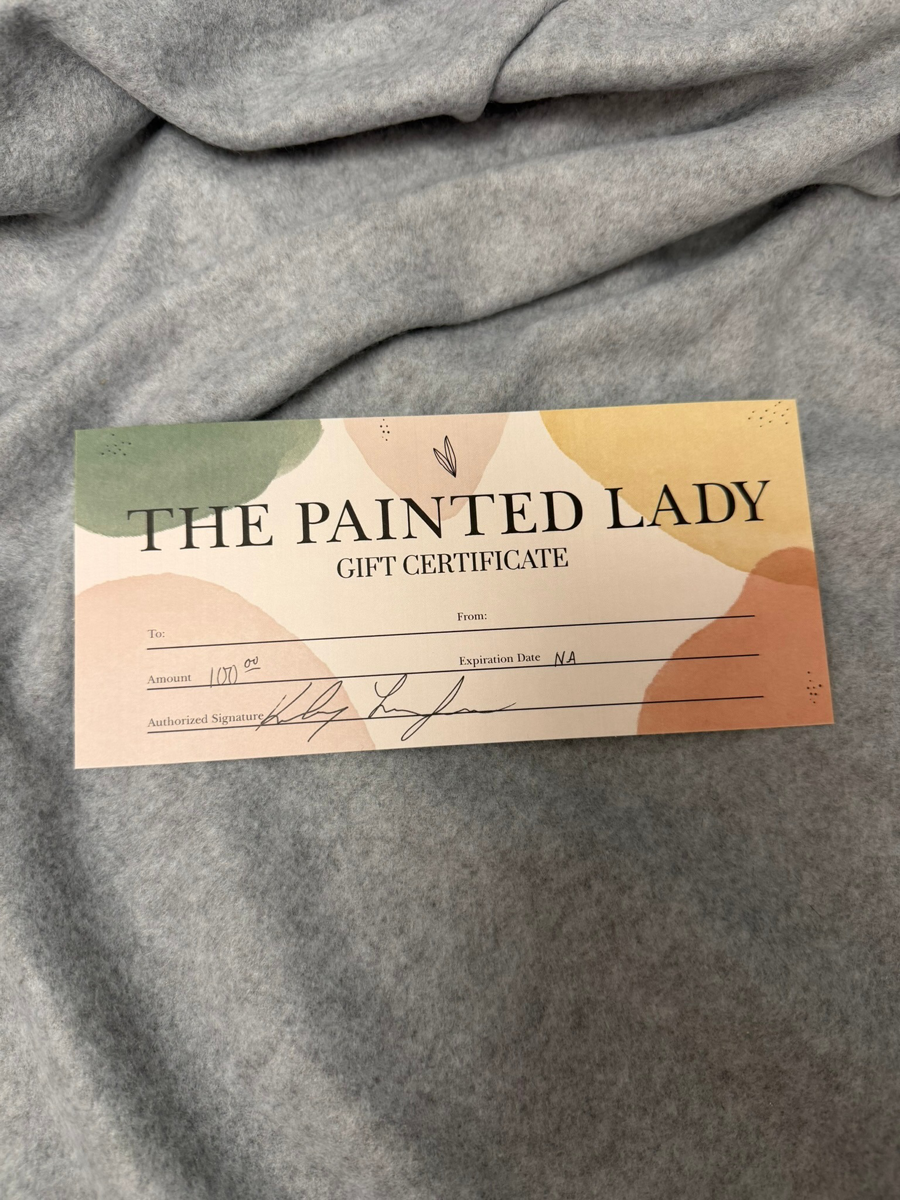 THE PAINTED LADY
GIFT CERTIFICATE
To: From:
Amount 100 00 Expiration Date NA
Authorized Signature